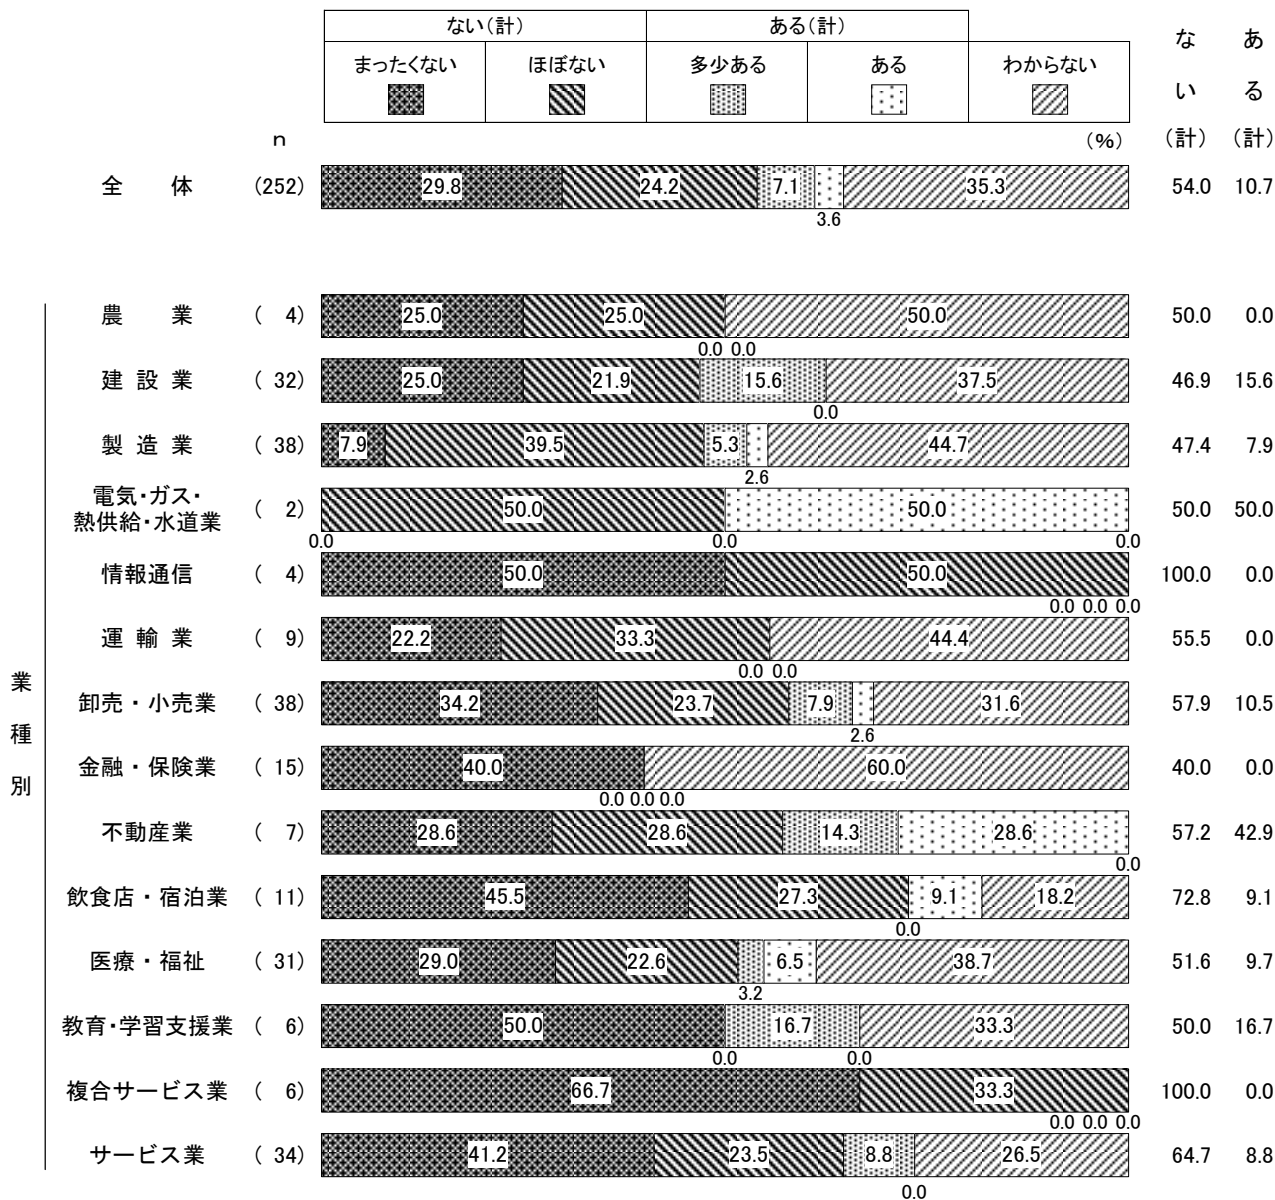 ない(計) ある(計)
まったくない ほぼない 多少ある ある わからない
ない(計) ある(計)
n (%)
全体 (252) 29.8 24.2 7.1 35.3 54.0 10.7
3.6
業種別
農業 ( 4) 25.0 25.0 50.0 50.0 0.0
0.0 0.0
建設業 ( 32) 25.0 21.9 15.6 37.5 46.9 15.6
0.0
製造業 ( 38) 7.9 39.5 5.3 44.7 47.4 7.9
2.6
電気・ガス・
熱供給・水道業 ( 2) 50.0 50.0 50.0 50.0
0.0 0.0 0.0
情報通信 ( 4) 50.0 50.0 100.0 0.0
0.0 0.0 0.0
運輸業 ( 9) 22.2 33.3 44.4 55.5 0.0
0.0 0.0
卸売・小売業 ( 38) 34.2 23.7 7.9 31.6 57.9 10.5
2.6
金融・保険業 ( 15) 40.0 60.0 40.0 0.0
0.0 0.0 0.0
不動産業 ( 7) 28.6 28.6 14.3 28.6 57.2 42.9
0.0
飲食店・宿泊業 ( 11) 45.5 27.3 9.1 18.2 72.8 9.1
0.0
医療・福祉 ( 31) 29.0 22.6 6.5 38.7 51.6 9.7
3.2
教育・学習支援業 ( 6) 50.0 16.7 33.3 50.0 16.7
0.0 0.0
複合サービス業 ( 6) 66.7 33.3 100.0 0.0
0.0 0.0 0.0
サービス業 ( 34) 41.2 23.5 8.8 26.5 64.7 8.8
0.0